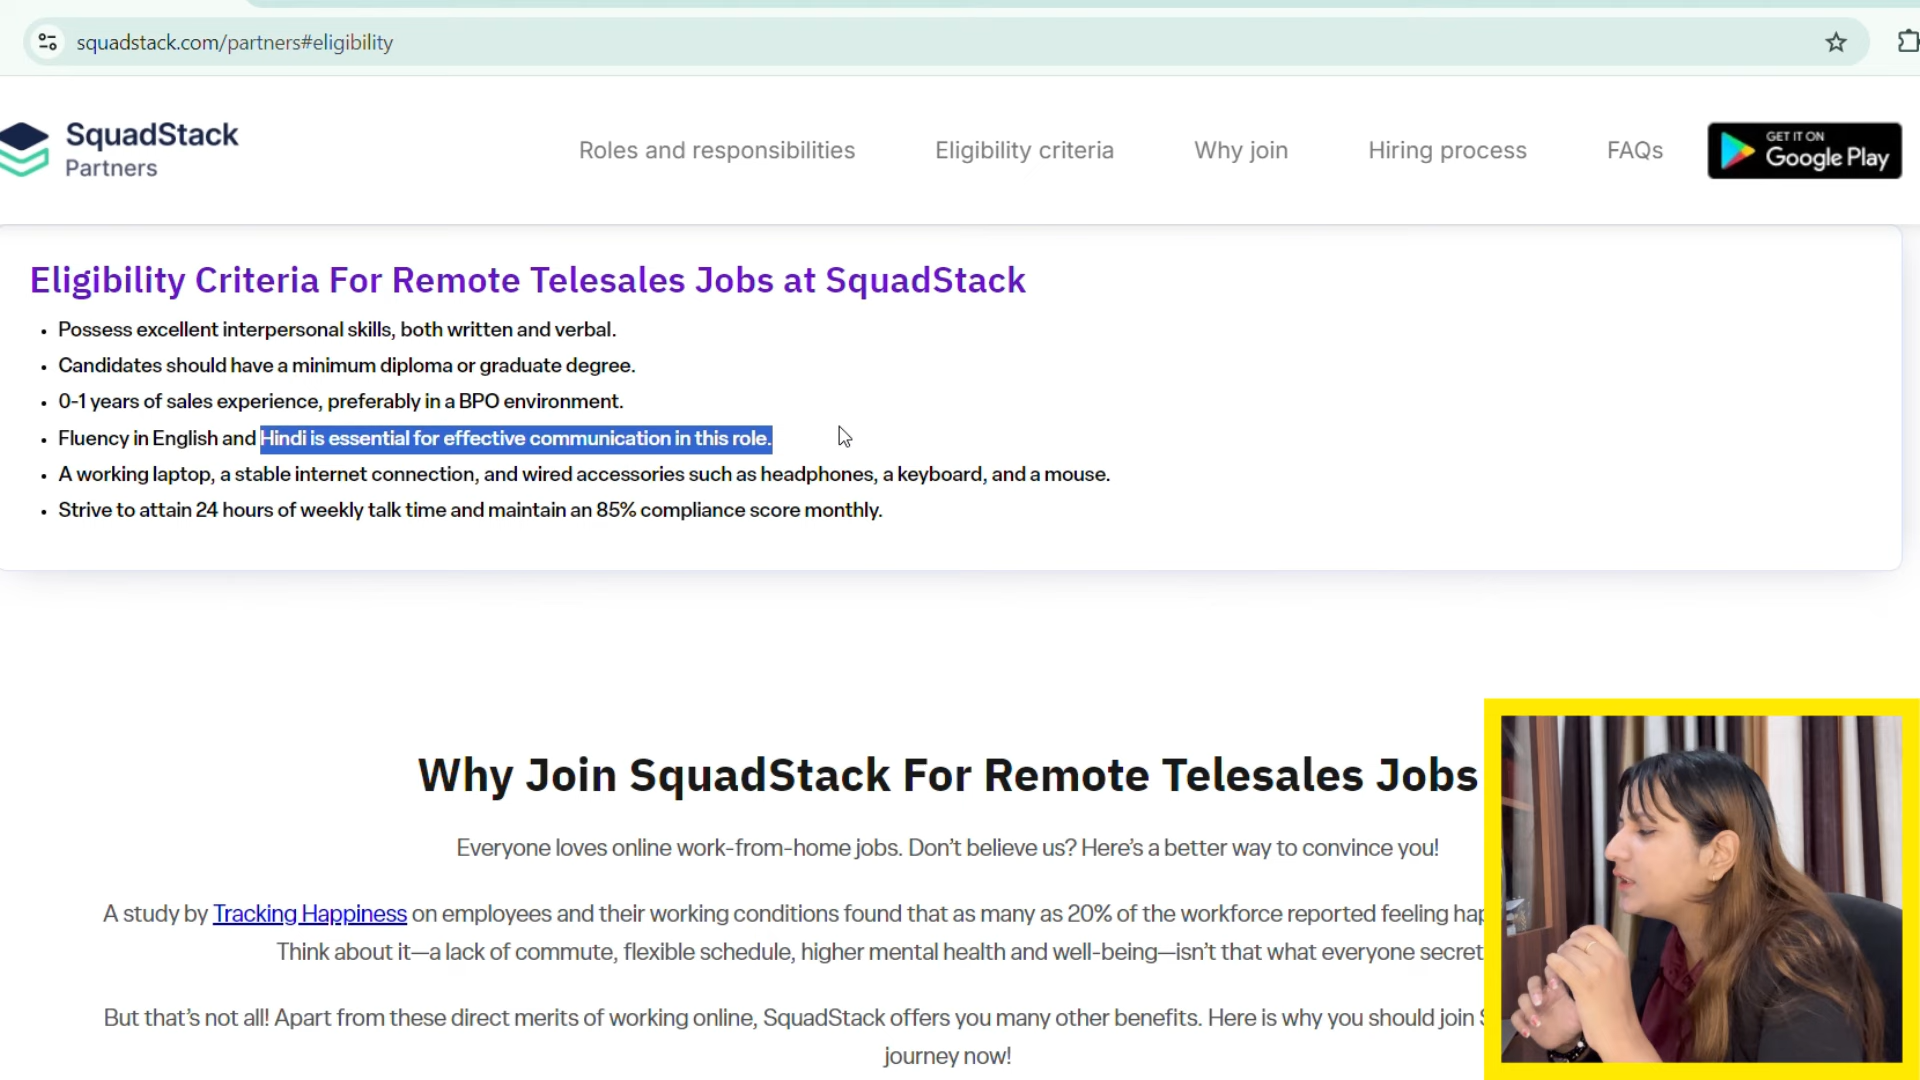 squadstack.com/partners#eligibility
SquadStack
Partners
Roles and responsibilities
Eligibility criteria
Why join
Hiring process
FAQs
GET IT ON
Google Play
Eligibility Criteria For Remote Telesales Jobs at SquadStack
• Possess excellent interpersonal skills, both written and verbal.
• Candidates should have a minimum diploma or graduate degree.
• 0-1 years of sales experience, preferably in a BPO environment.
• Fluency in English and Hindi is essential for effective communication in this role.
• A working laptop, a stable internet connection, and wired accessories such as headphones, a keyboard, and a mouse.
• Strive to attain 24 hours of weekly talk time and maintain an 85% compliance score monthly.
Why Join SquadStack For Remote Telesales Jobs
Everyone loves online work-from-home jobs. Don't believe us? Here's a better way to convince you!
A study by Tracking Happiness on employees and their working conditions found that as many as 20% of the workforce reported feeling
Think about it—a lack of commute, flexible schedule, higher mental health and well-being—isn't that what everyone
But that's not all! Apart from these direct merits of working online, SquadStack offers you many other benefits. Here is why you should join
journey now!